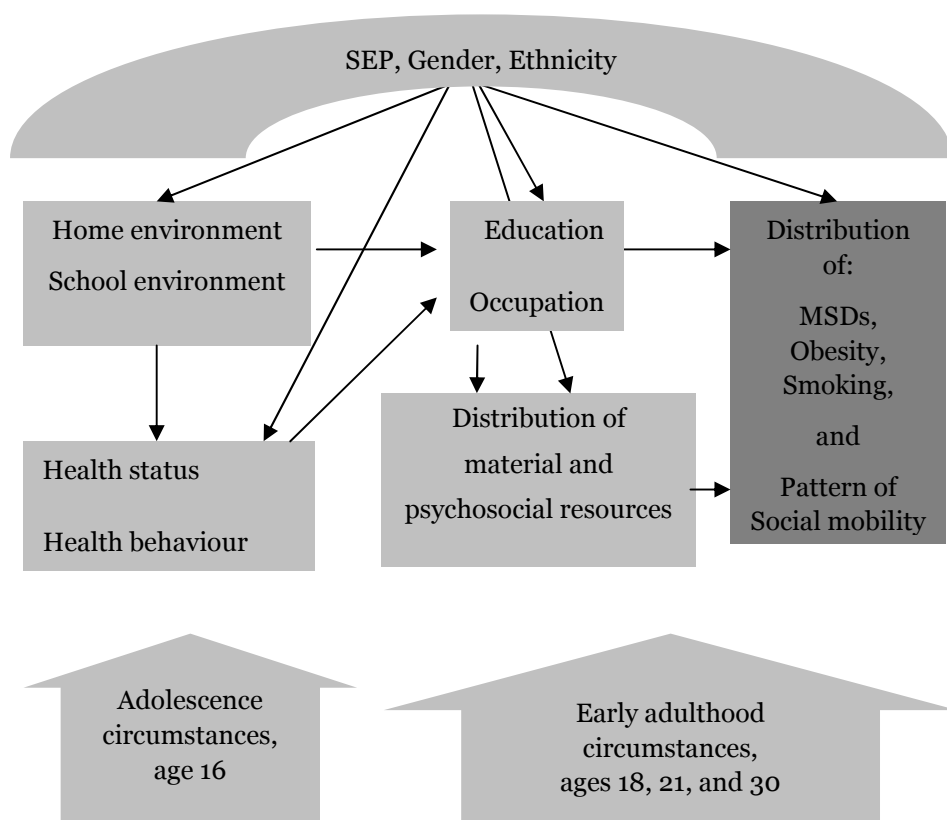 SEP, Gender, Ethnicity
Home environment
School environment
Education
Occupation
Distribution
of:
MSDs,
Obesity,
Smoking,
and
Pattern of
Social mobility
Health status
Health behaviour
Distribution of
material and
psychosocial resources
Adolescence
circumstances,
age 16
Early adulthood
circumstances,
ages 18, 21, and 30